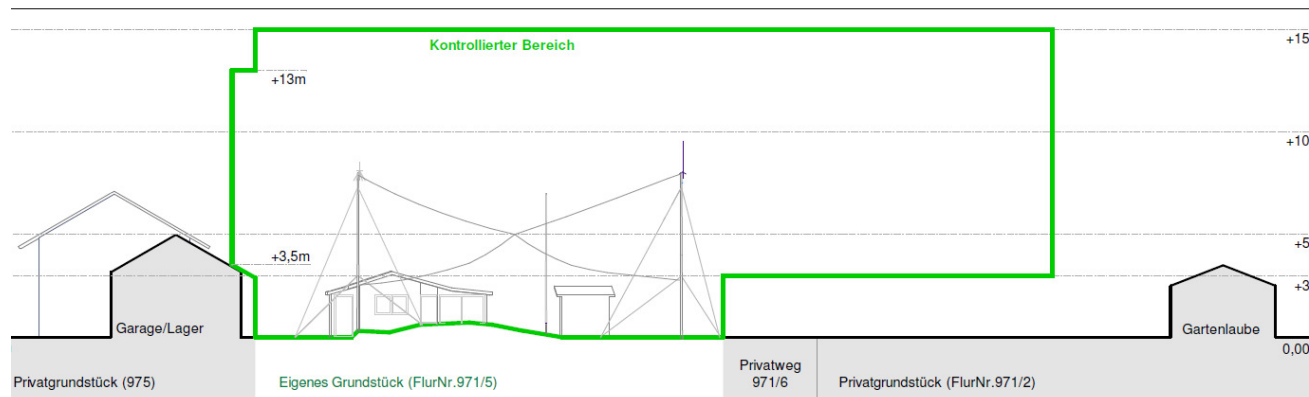 +15
Kontrollierter Bereich
+13m
+10
+5
+3,5m
+3
Garage/Lager
Gartenlaube
0,00
Privatgrundstück (975)
Eigenes Grundstück (FlurNr.971/5)
Privatweg
971/6
Privatgrundstück (FlurNr.971/2)